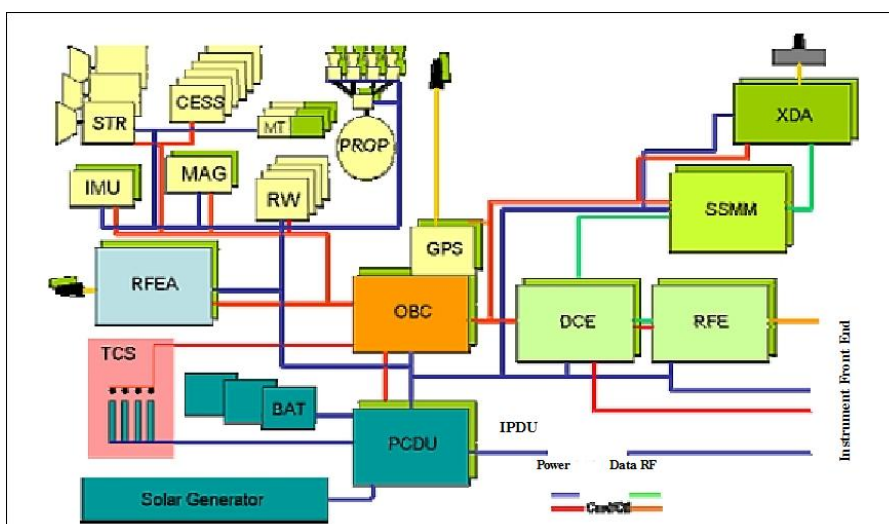 STR
CESS
MT
PROP
XDA
IMU
MAG
RW
SSMM
GPS
RFEA
OBC
DCE
RFE
TCS
BAT
PCDU
IPDU
Power
Data RF
Solar Generator
Instrument Front End